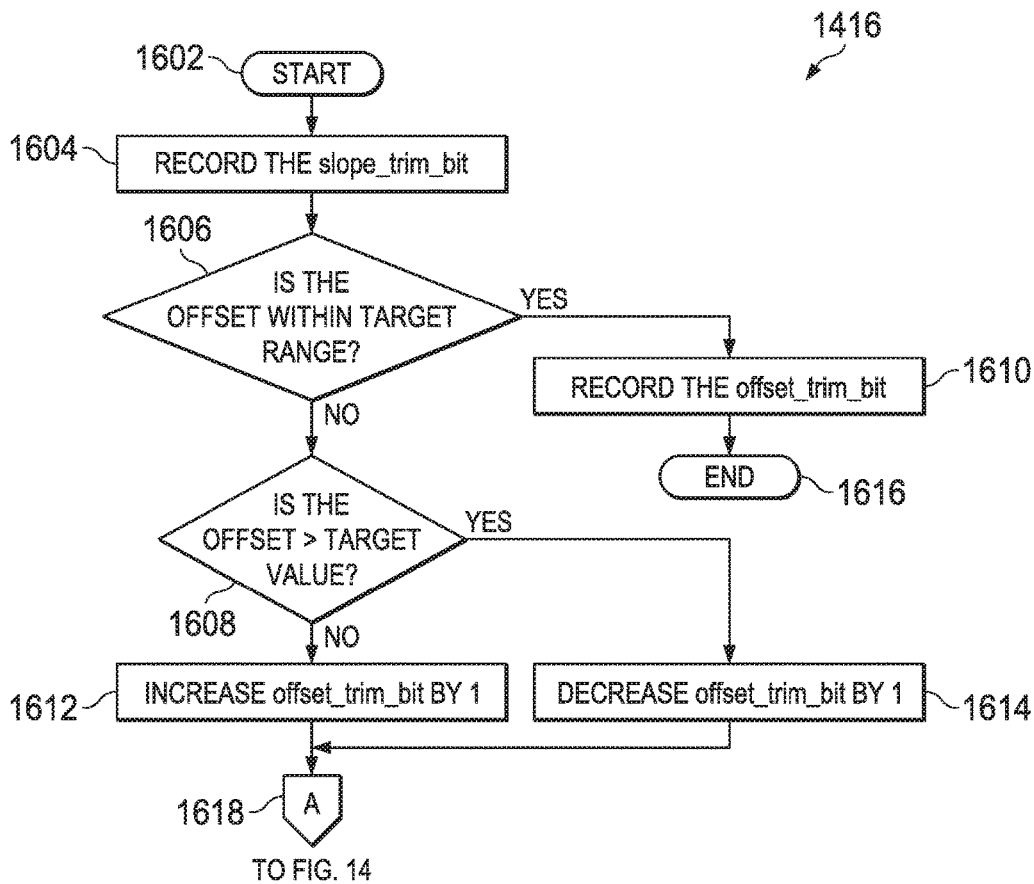 1416
1602
START
1604
RECORD THE slope_trim_bit
1606
IS THE
OFFSET WITHIN TARGET
RANGE?
YES
NO
RECORD THE offset_trim_bit
1610
END
1616
IS THE
OFFSET > TARGET
VALUE?
YES
1608
NO
1612
INCREASE offset_trim_bit BY 1
DECREASE offset_trim_bit BY 1
1614
1618
A
TO FIG. 14